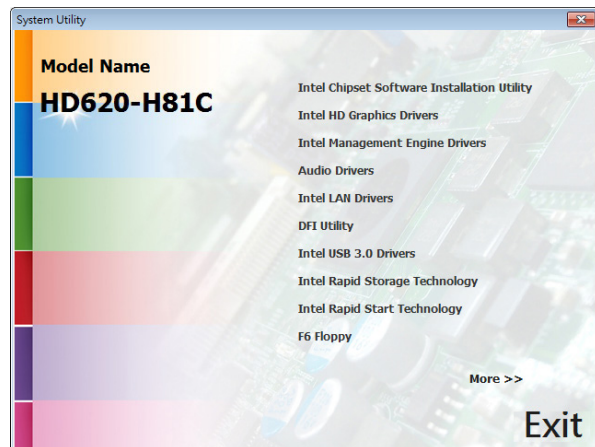 System Utility
Model Name
HD620-H81C
Intel Chipset Software Installation Utility
Intel HD Graphics Drivers
Intel Management Engine Drivers
Audio Drivers
Intel LAN Drivers
DFI Utility
Intel USB 3.0 Drivers
Intel Rapid Storage Technology
Intel Rapid Start Technology
F6 Floppy
More >>
Exit